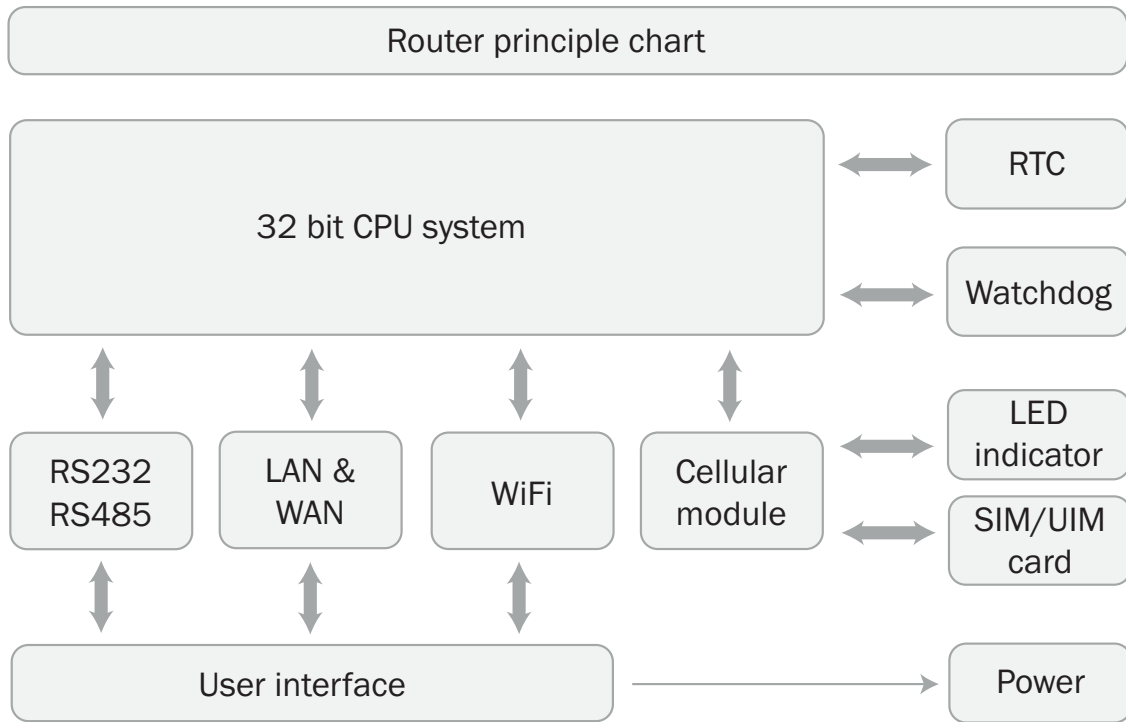 Router principle chart
32 bit CPU system
RTC
Watchdog
RS232
RS485
LAN &
WAN
WiFi
Cellular
module
LED
indicator
SIM/UIM
card
User interface
Power